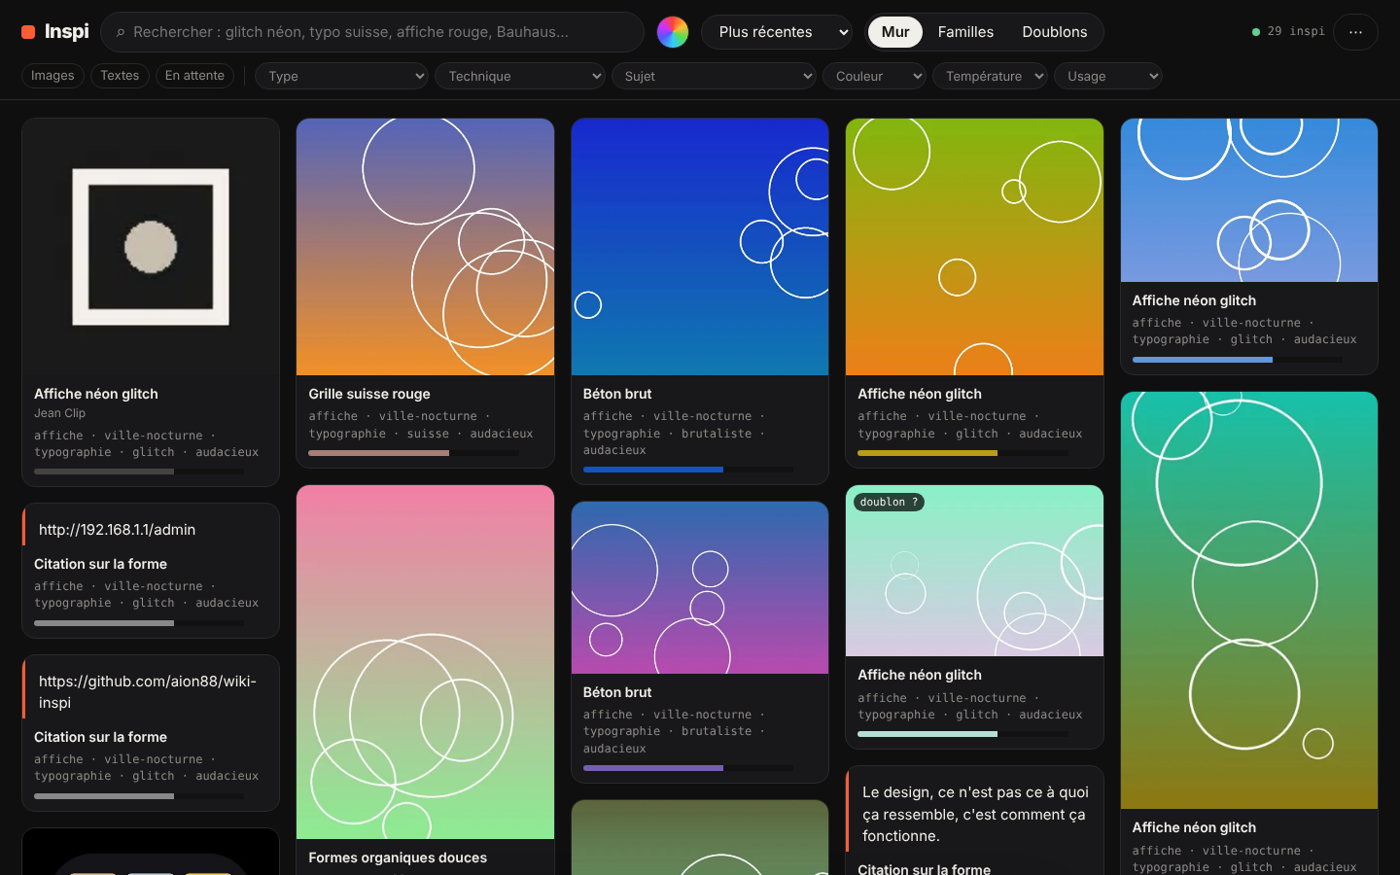 Inspi
Rechercher : glitch néon, typo suisse, affiche rouge, Bauhaus...
Plus récentes
Mur
Familles
Doublons
29 inspi
...
Images
Textes
En attente
Type
Technique
Sujet
Couleur
Température
Usage
Affiche néon glitch
Jean Clip
affiche · ville-nocturne ·
typographie · glitch · audacieux
http://192.168.1.1/admin
Citation sur la forme
affiche · ville-nocturne ·
typographie · glitch · audacieux
https://github.com/aion88/wiki-
inspi
Citation sur la forme
affiche · ville-nocturne ·
typographie · glitch · audacieux
Grille suisse rouge
affiche · ville-nocturne ·
typographie · suisse · audacieux
Formes organiques douces
Béton brut
affiche · ville-nocturne ·
typographie · brutaliste ·
audacieux
Béton brut
affiche · ville-nocturne ·
typographie · brutaliste ·
audacieux
Affiche néon glitch
affiche · ville-nocturne ·
typographie · glitch · audacieux
doublon ?
Affiche néon glitch
affiche · ville-nocturne ·
typographie · glitch · audacieux
Le design, ce n'est pas ce à quoi
ça ressemble, c'est comment ça
fonctionne.
Citation sur la forme
Affiche néon glitch
affiche · ville-nocturne ·
typographie · glitch · audacieux
Affiche néon glitch
affiche · ville-nocturne ·
typographie · glitch · audacieux